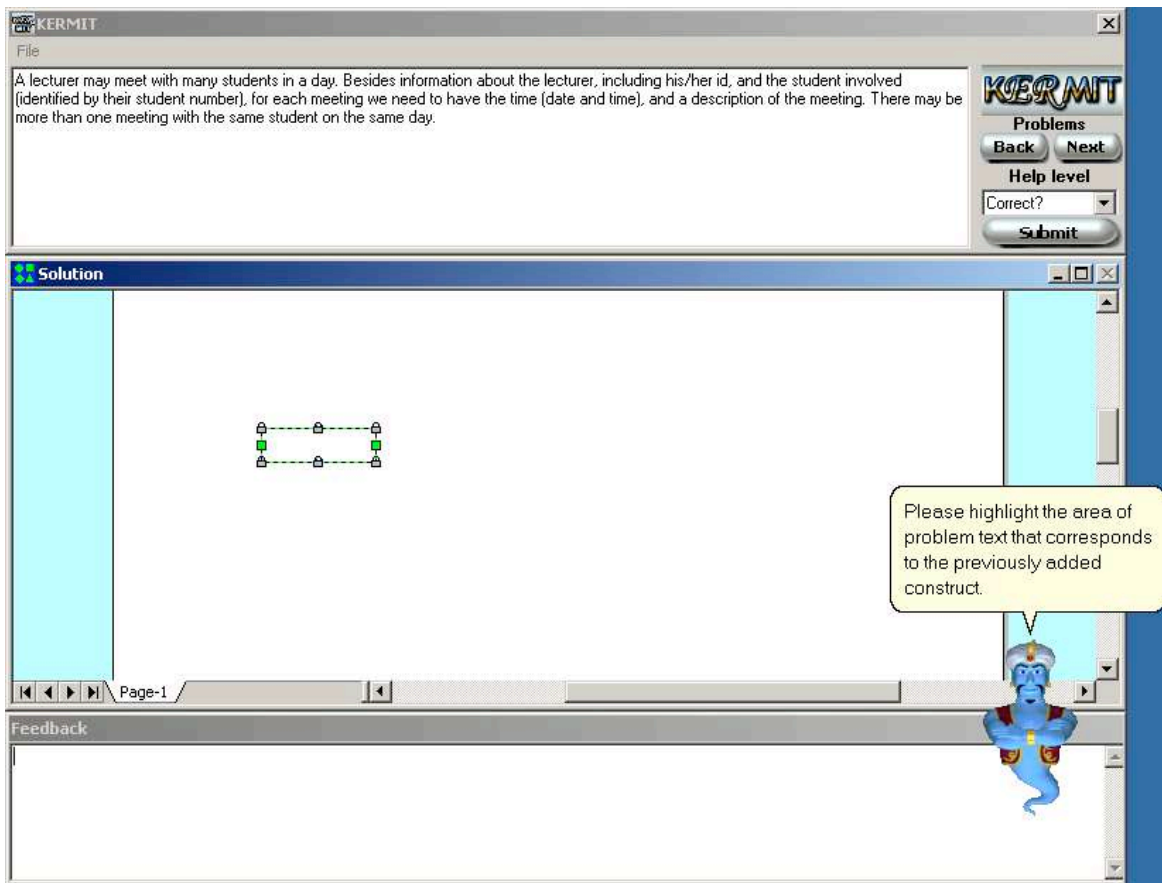 KERMIT
File
A lecturer may meet with many students in a day. Besides information about the lecturer, including his/her id, and the student involved
(identified by their student number), for each meeting we need to have the time (date and time), and a description of the meeting. There may be
more than one meeting with the same student on the same day.
KERMIT
Problems
Back Next
Help level
Correct?
Submit
Solution
Please highlight the area of
problem text that corresponds
to the previously added
construct.
Page-1
Feedback